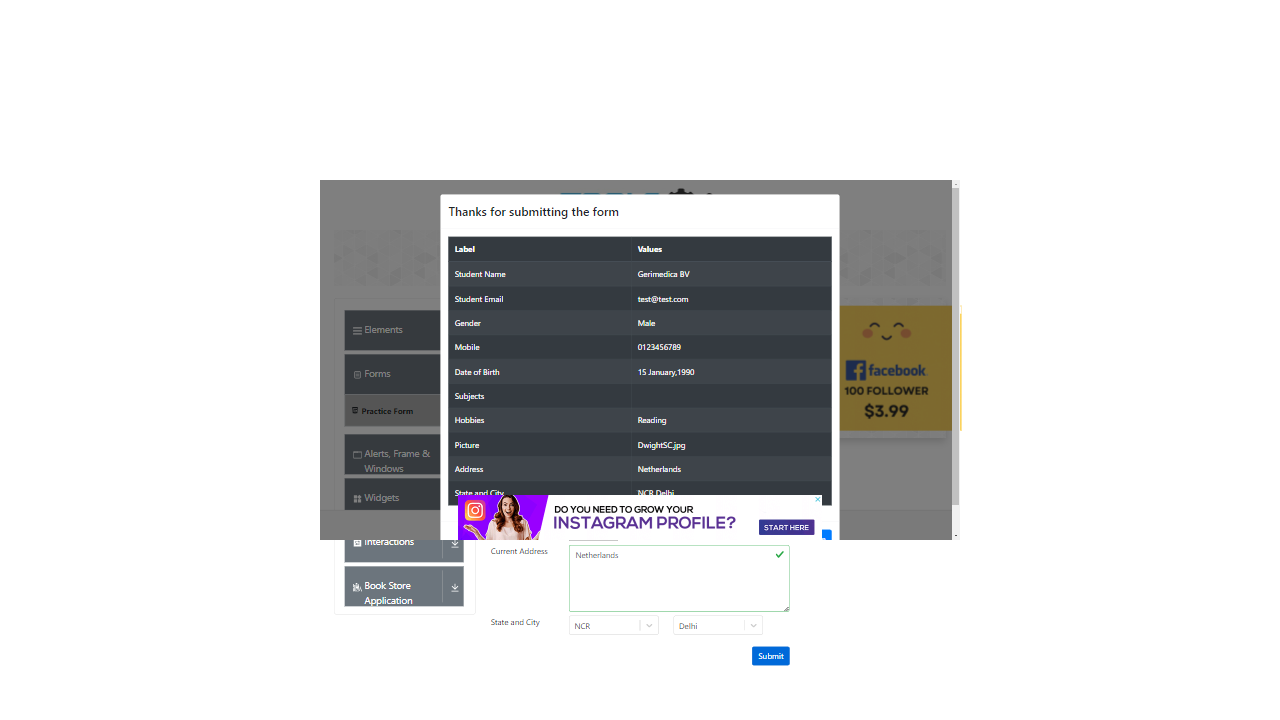 Thanks for submitting the form
Label Values
Student Name Gerimedica BV
Student Email test@test.com
Gender Male
Mobile 0123456789
Date of Birth 15 January,1990
Subjects
Hobbies Reading
Picture DwightSC.jpg
Address Netherlands
State and City NCR Delhi
Elements
Forms
Practice Form
Alerts, Frame &
Windows
Widgets
Interactions
Book Store
Application
facebook.
100 FOLLOWER
$3.99
DO YOU NEED TO GROW YOUR
INSTAGRAM PROFILE?
START HERE
Current Address Netherlands
State and City NCR Delhi
Submit